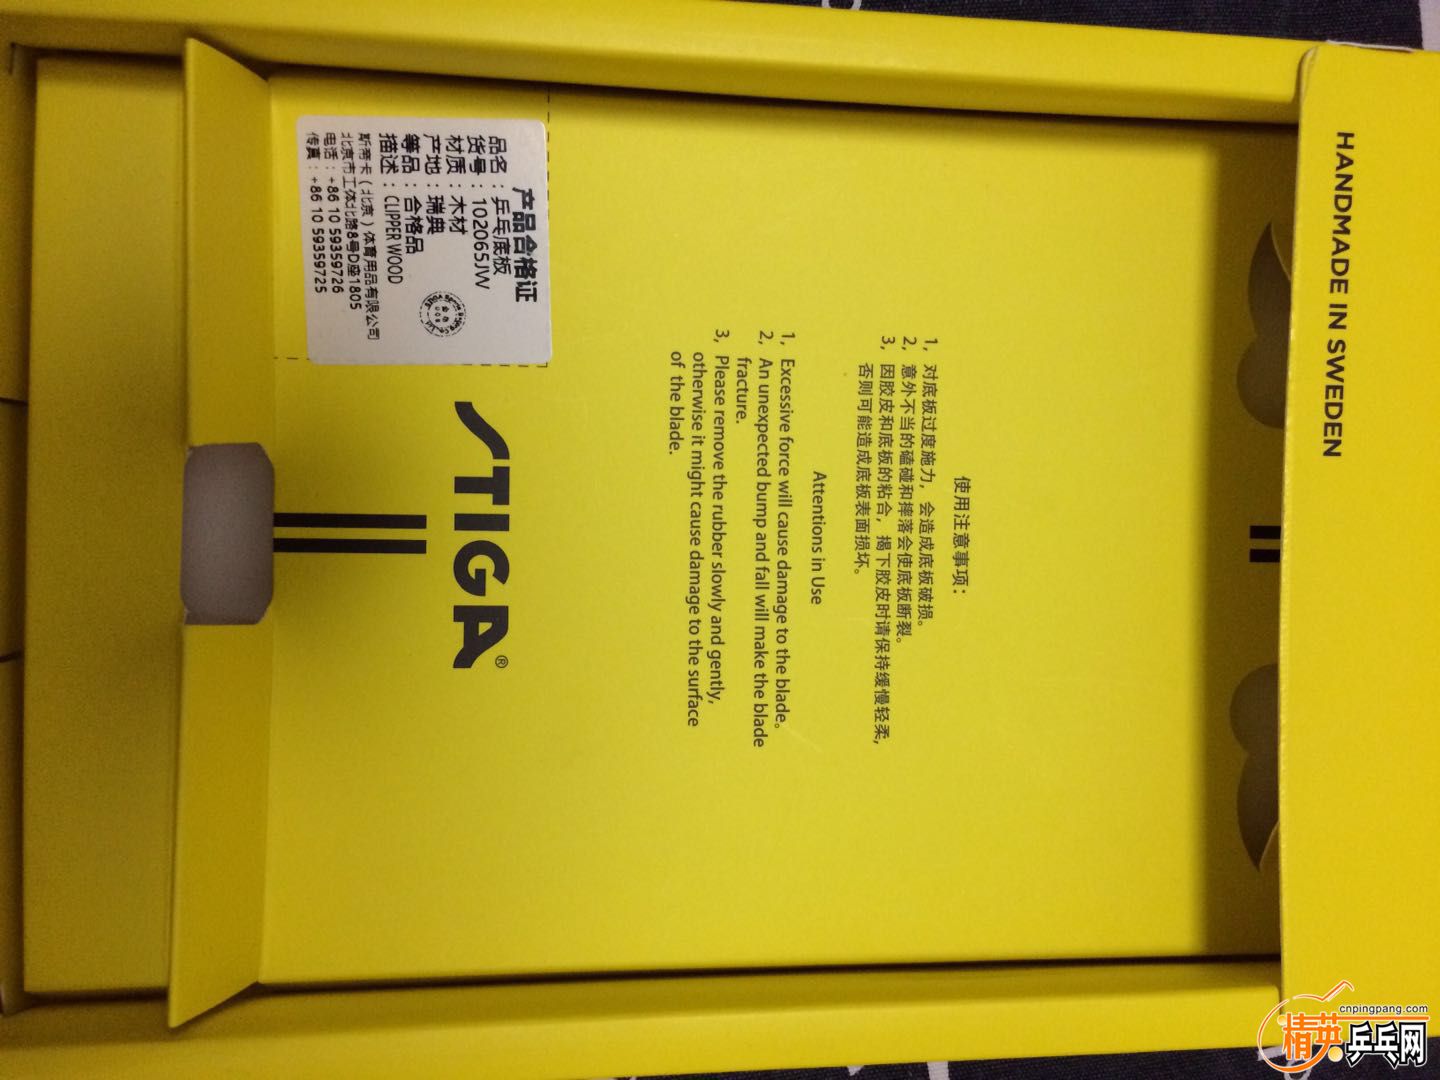 产品合格证
品名：乒乓底板
货号：102065JW
材质：木材
产地：瑞典
等品：合格品
描述：CLIPPER WOOD
斯蒂卡（北京）体育用品有限公司
北京市工体北路8号D座1805
电话：+86 10 59359726
传真：+86 10 59359725
STIGA®
使用注意事项：
1，对底板过度施力，会造成底板破损。
2，意外不当的磕碰和摔落会使底板断裂。
3，因胶皮和底板的粘合，揭下胶皮时请保持缓慢轻柔，
否则可能造成底板表面损坏。
Attentions in Use
1，Excessive force will cause damage to the blade。
2，An unexpected bump and fall will make the blade
fracture.
3，Please remove the rubber slowly and gently,
otherwise it might cause damage to the surface
of the blade.
HANDMADE IN SWEDEN
cnpingpang.com
精英乒乓网